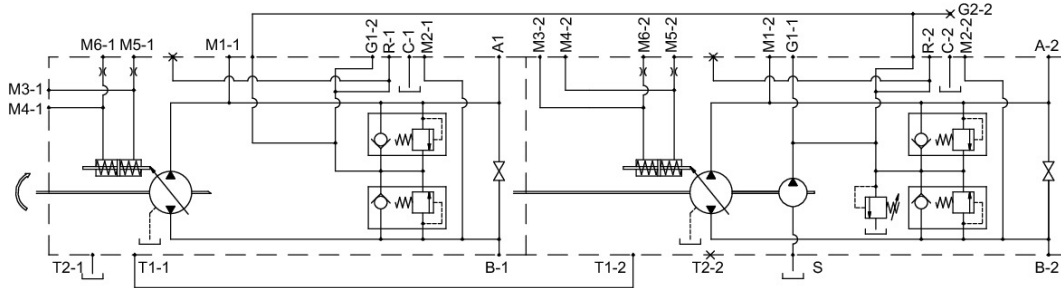 G2-2
M6-1 M5-1 M1-1 G1-2 R-1 C-1 M2-1 A1 M3-2 M4-2 M6-2 M5-2 M1-2 G1-1 R-2 C-2 M2-2 A-2
M3-1
M4-1
T2-1 T1-1 B-1 T1-2 T2-2 S B-2